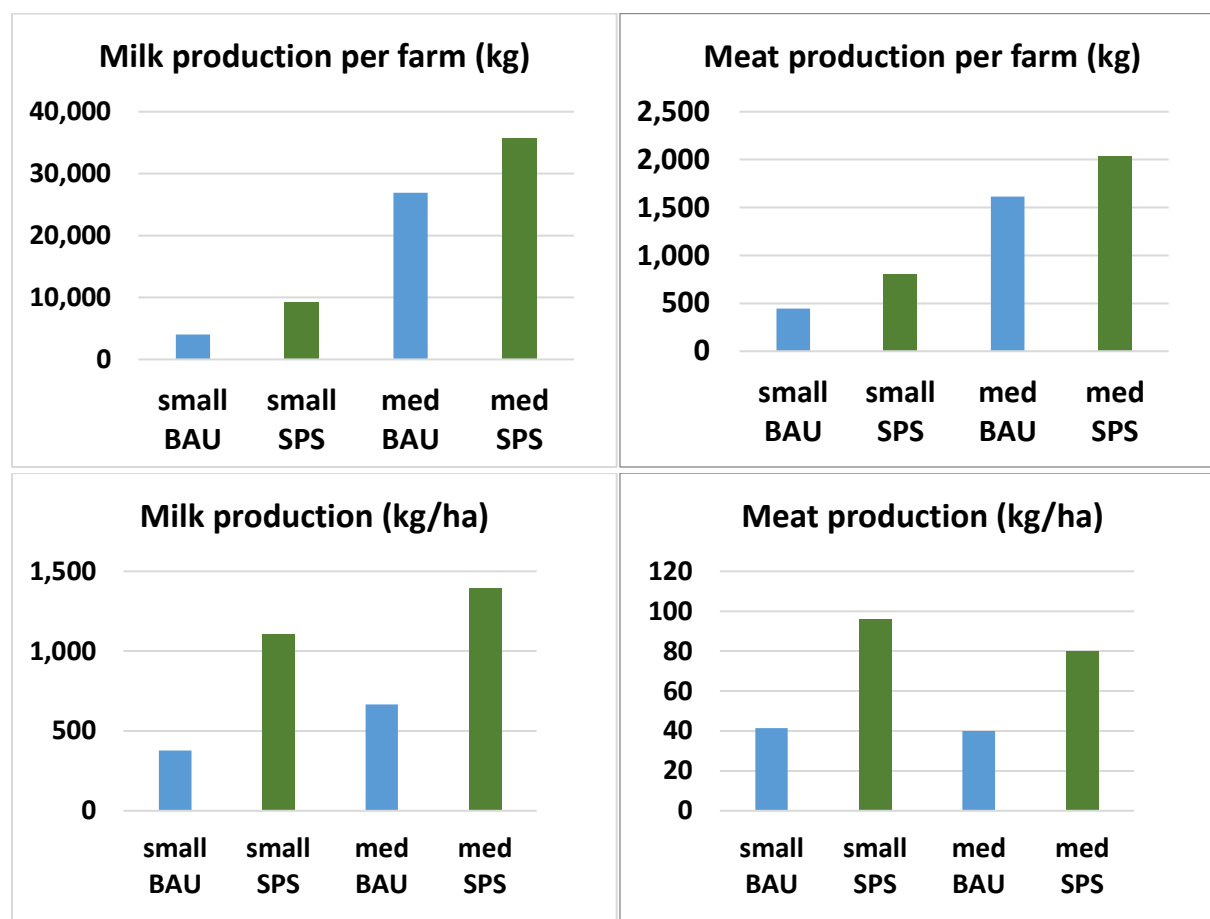 Milk production per farm (kg)
40,000
30,000
20,000
10,000
0
small small med med
BAU SPS BAU SPS
Meat production per farm (kg)
2,500
2,000
1,500
1,000
500
0
small small med med
BAU SPS BAU SPS
Milk production (kg/ha)
1,500
1,000
500
0
small small med med
BAU SPS BAU SPS
Meat production (kg/ha)
120
100
80
60
40
20
0
small small med med
BAU SPS BAU SPS